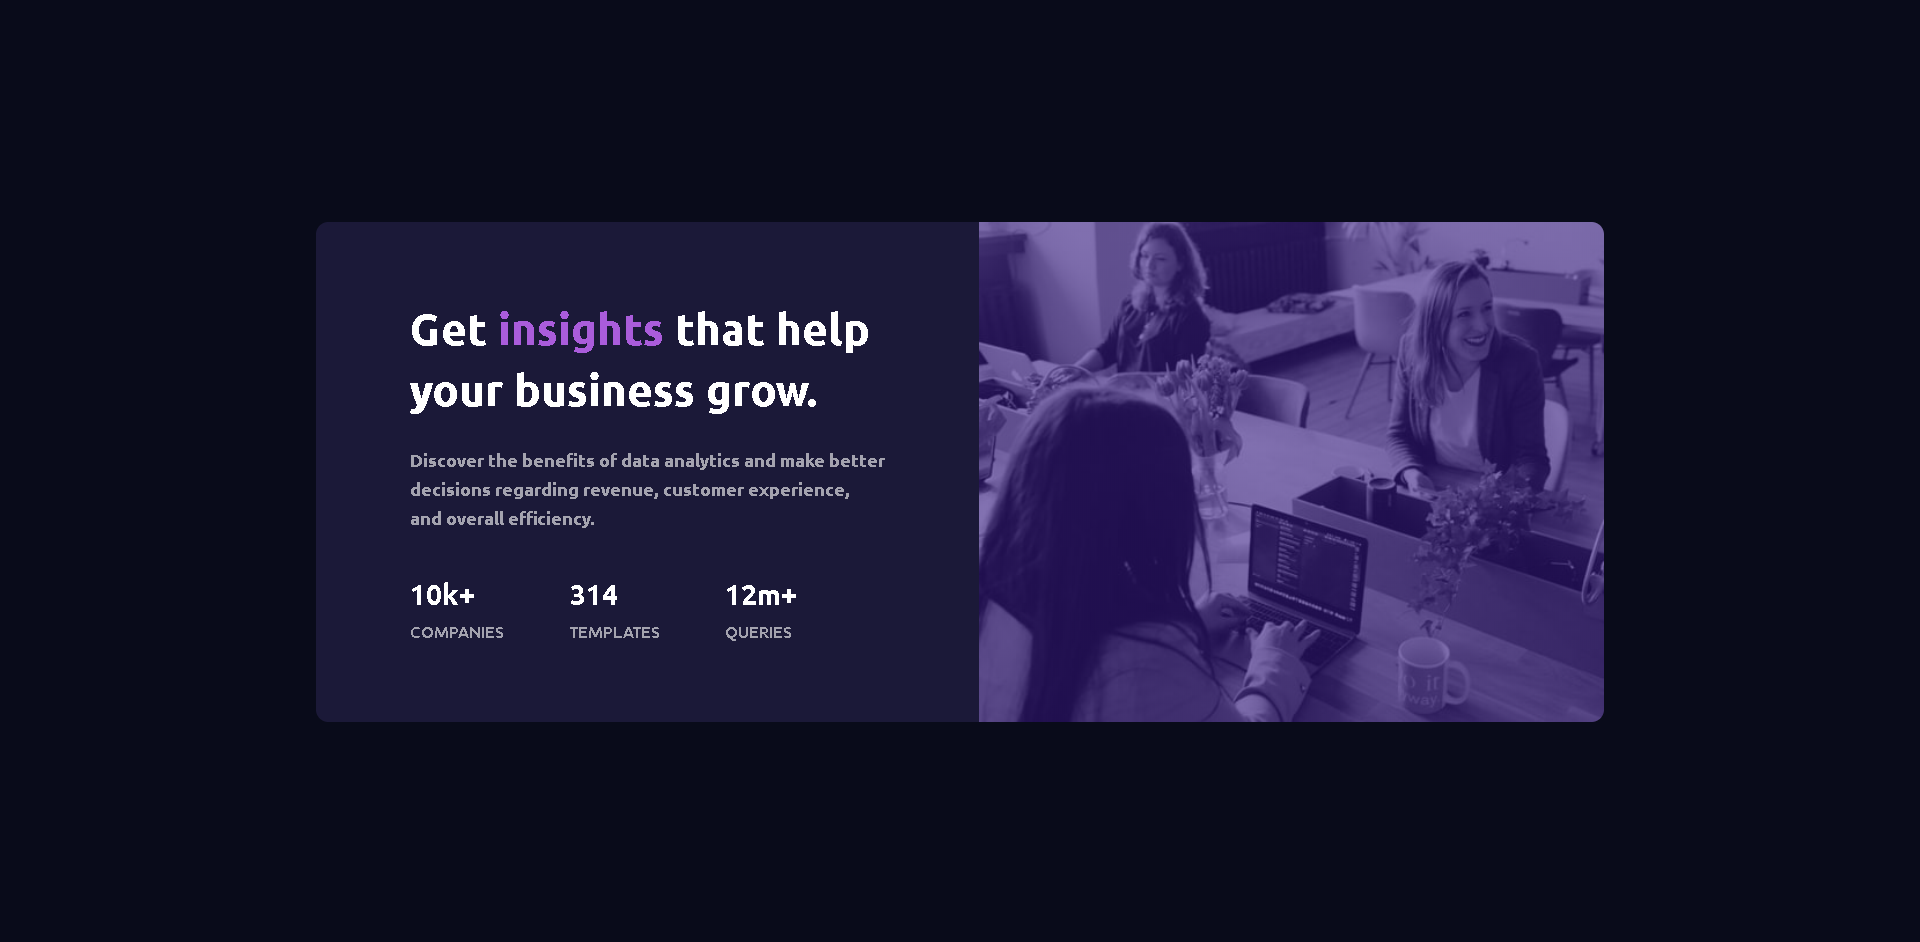 Get insights that help
your business grow.
Discover the benefits of data analytics and make better
decisions regarding revenue, customer experience,
and overall efficiency.
10k+ 314 12m+
COMPANIES TEMPLATES QUERIES